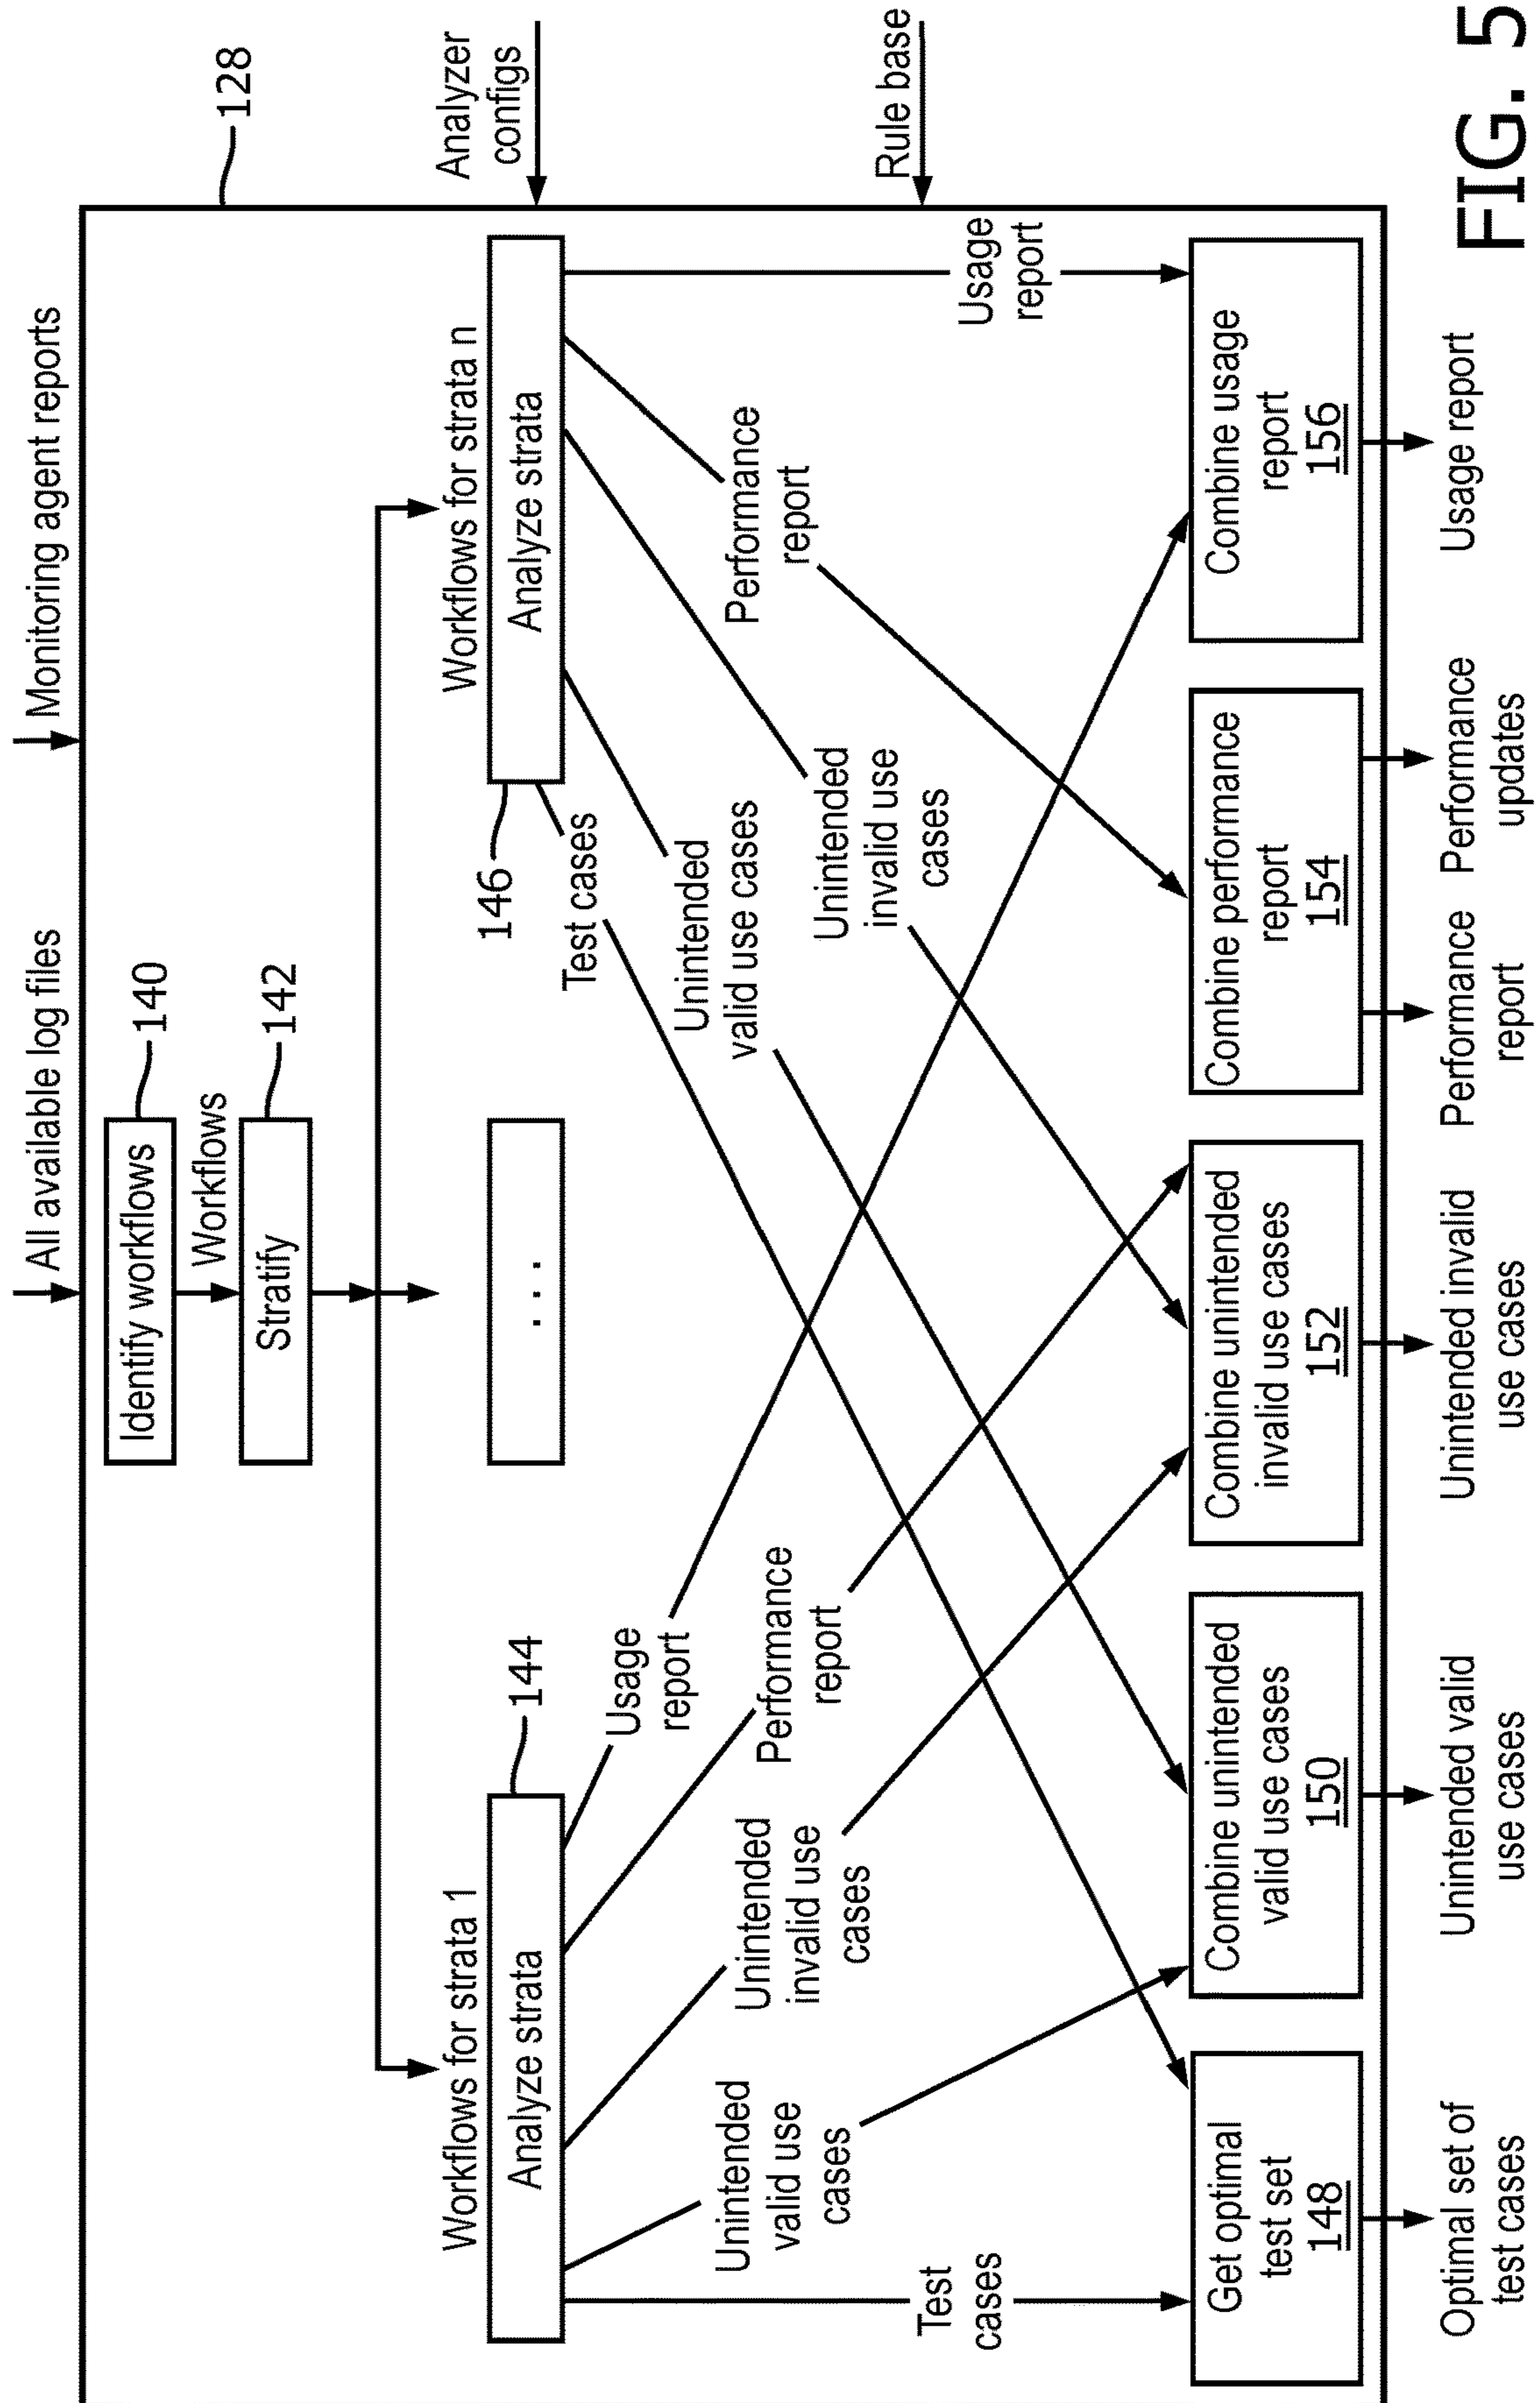 All available log files
Monitoring agent reports
128
Identify workflows
140
Workflows
Stratify
142
Analyzer
configs
Rule base
Workflows for strata 1
Analyze strata
144
. . .
Workflows for strata n
Analyze strata
146
Test
cases
Unintended
valid use
cases
Unintended
invalid use
cases
Performance
report
Usage
report
Test cases
Unintended
valid use cases
Unintended
invalid use
cases
Performance
report
Usage
report
Get optimal
test set
148
Combine unintended
valid use cases
150
Combine unintended
invalid use cases
152
Combine performance
report
154
Combine usage
report
156
Optimal set of
test cases
Unintended valid
use cases
Unintended invalid
use cases
Performance
report
Performance
updates
Usage report
FIG. 5